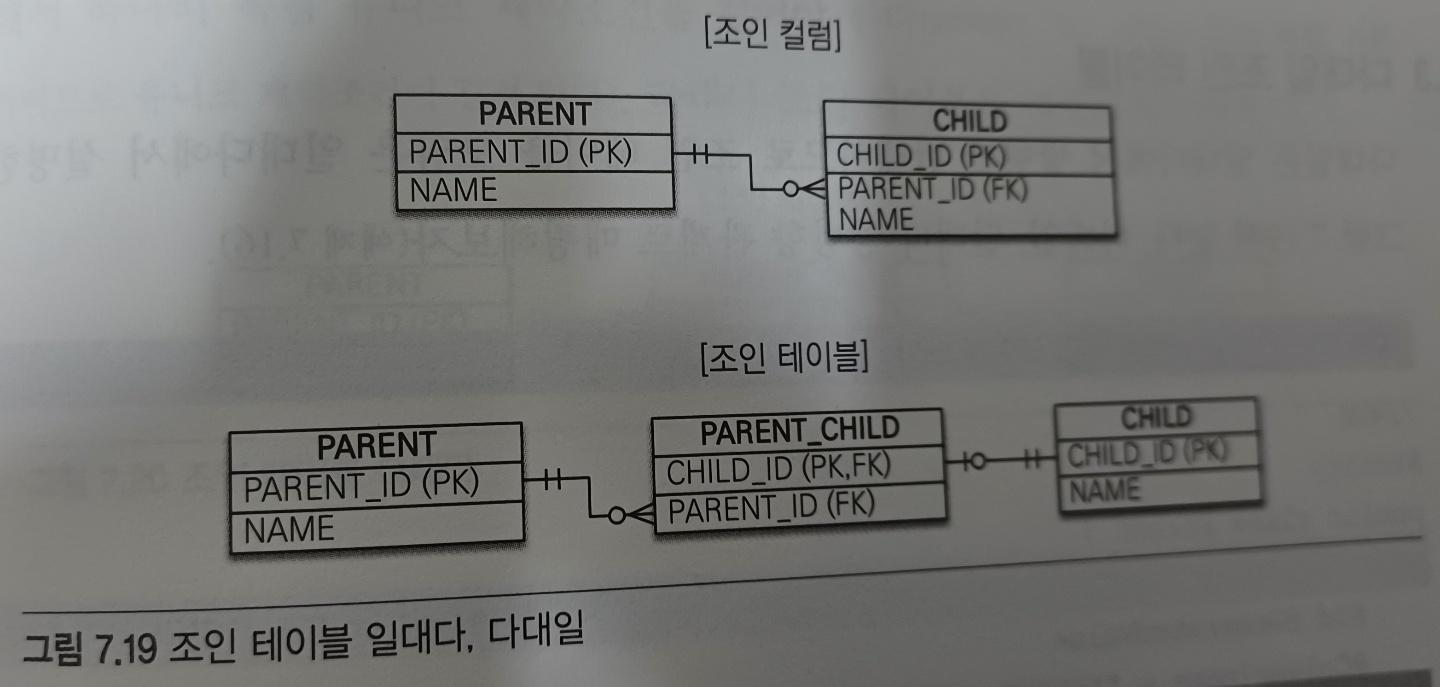 [조인 컬럼]
PARENT
PARENT_ID (PK)
NAME
CHILD
CHILD_ID (PK)
PARENT_ID (FK)
NAME
[조인 테이블]
PARENT
PARENT_ID (PK)
NAME
PARENT_CHILD
CHILD_ID (PK,FK)
PARENT_ID (FK)
CHILD
CHILD_ID (PK)
NAME
그림 7.19 조인 테이블 일대다, 다대일